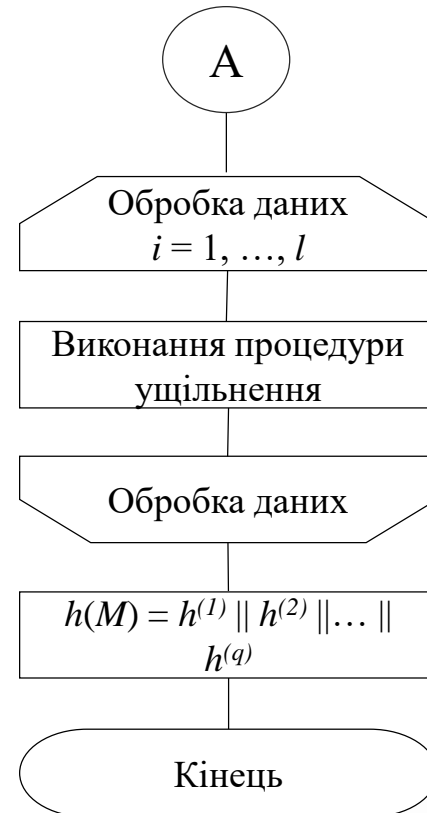 А
Обробка даних
i = 1, …, l
Виконання процедури
ущільнення
Обробка даних
h(M) = h⁽¹⁾ || h⁽²⁾ ||… ||
h⁽q⁾
Кінець